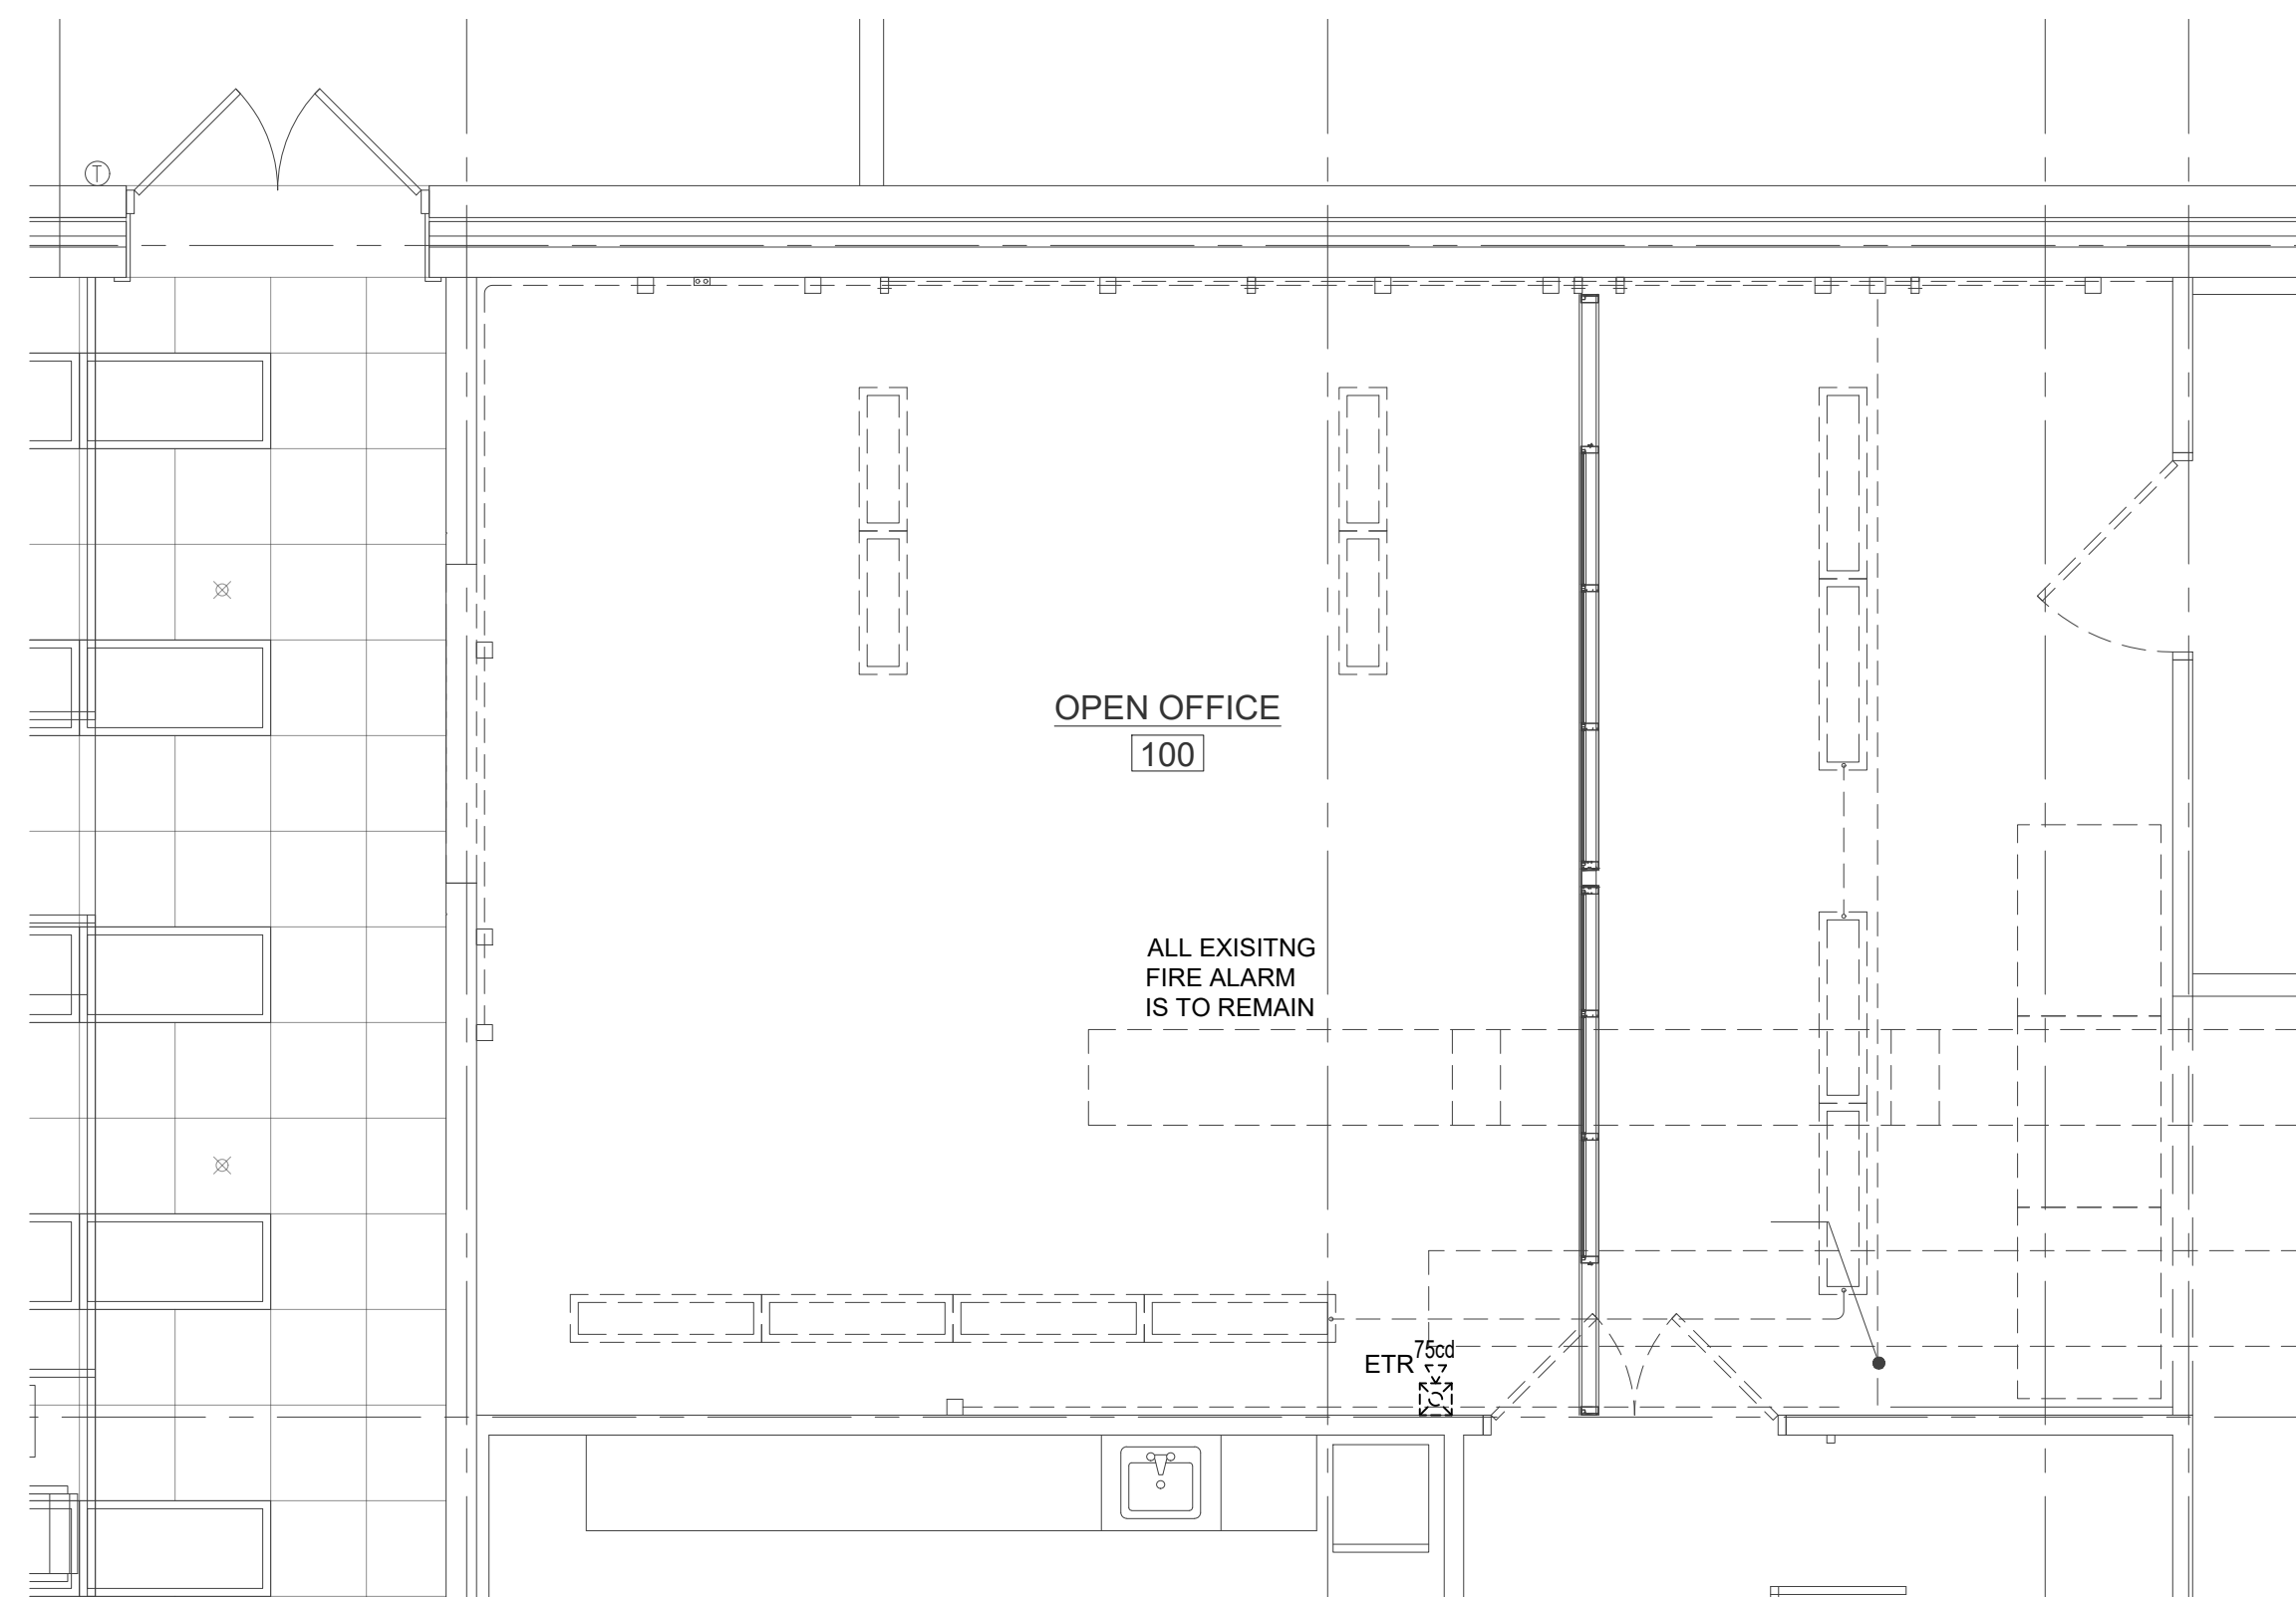 T
OPEN OFFICE
100
ALL EXISITNG
FIRE ALARM
IS TO REMAIN
75cd
ETR